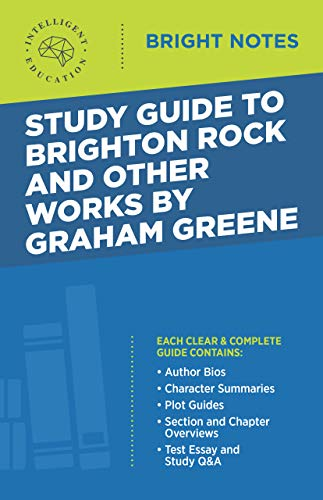 INTELLIGENT
EDUCATION
BRIGHT NOTES
STUDY GUIDE TO
BRIGHTON ROCK
AND OTHER
WORKS BY
GRAHAM GREENE
EACH CLEAR & COMPLETE
GUIDE CONTAINS:
• Author Bios
• Character Summaries
• Plot Guides
• Section and Chapter
Overviews
• Test Essay and
Study Q&A